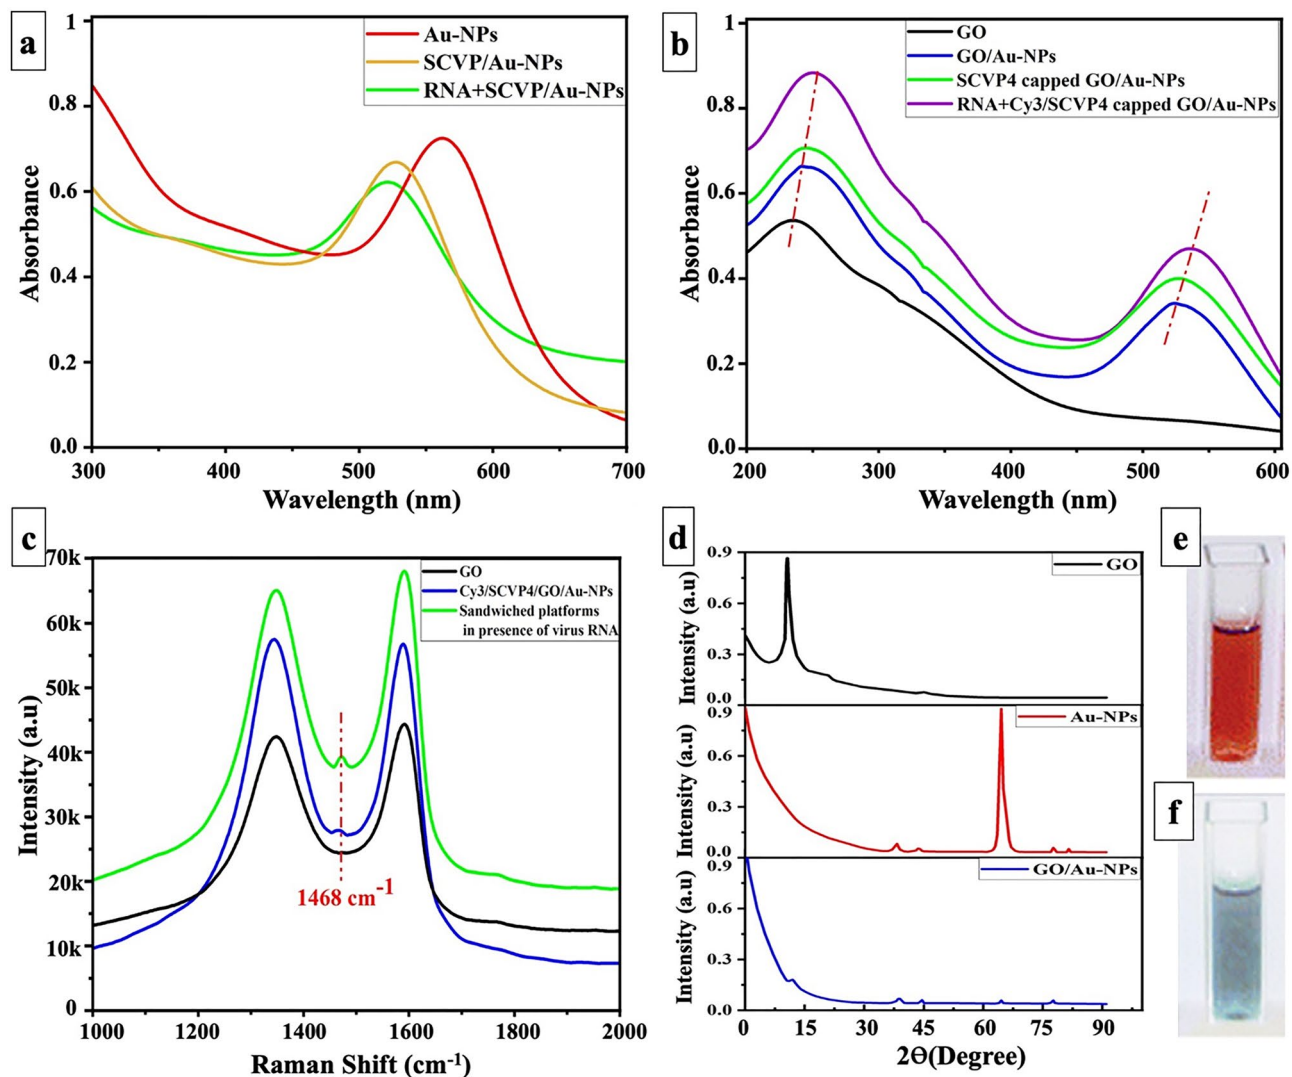 a
1
0.8
0.6
0.4
0.2
0.0
Absorbance
Au-NPs
SCVP/Au-NPs
RNA+SCVP/Au-NPs
300
400
500
600
700
Wavelength (nm)
b
1
0.8
0.6
0.4
0.2
0.0
Absorbance
GO
GO/Au-NPs
SCVP4 capped GO/Au-NPs
RNA+Cy3/SCVP4 capped GO/Au-NPs
200
300
400
500
600
Wavelength (nm)
c
70k
60k
50k
40k
30k
20k
10k
0
Intensity (a.u)
GO
Cy3/SCVP4/GO/Au-NPs
Sandwiched platforms
in presence of virus RNA
1468 cm-1
1000
1200
1400
1600
1800
2000
Raman Shift (cm-1)
d
0.9
0.6
0.3
0.0
Intensity (a.u)
GO
0.9
0.6
0.3
0.0
Intensity (a.u)
Au-NPs
0.9
0.6
0.3
0.0
Intensity (a.u)
GO/Au-NPs
0
15
30
45
60
75
90
2Θ(Degree)
e
f